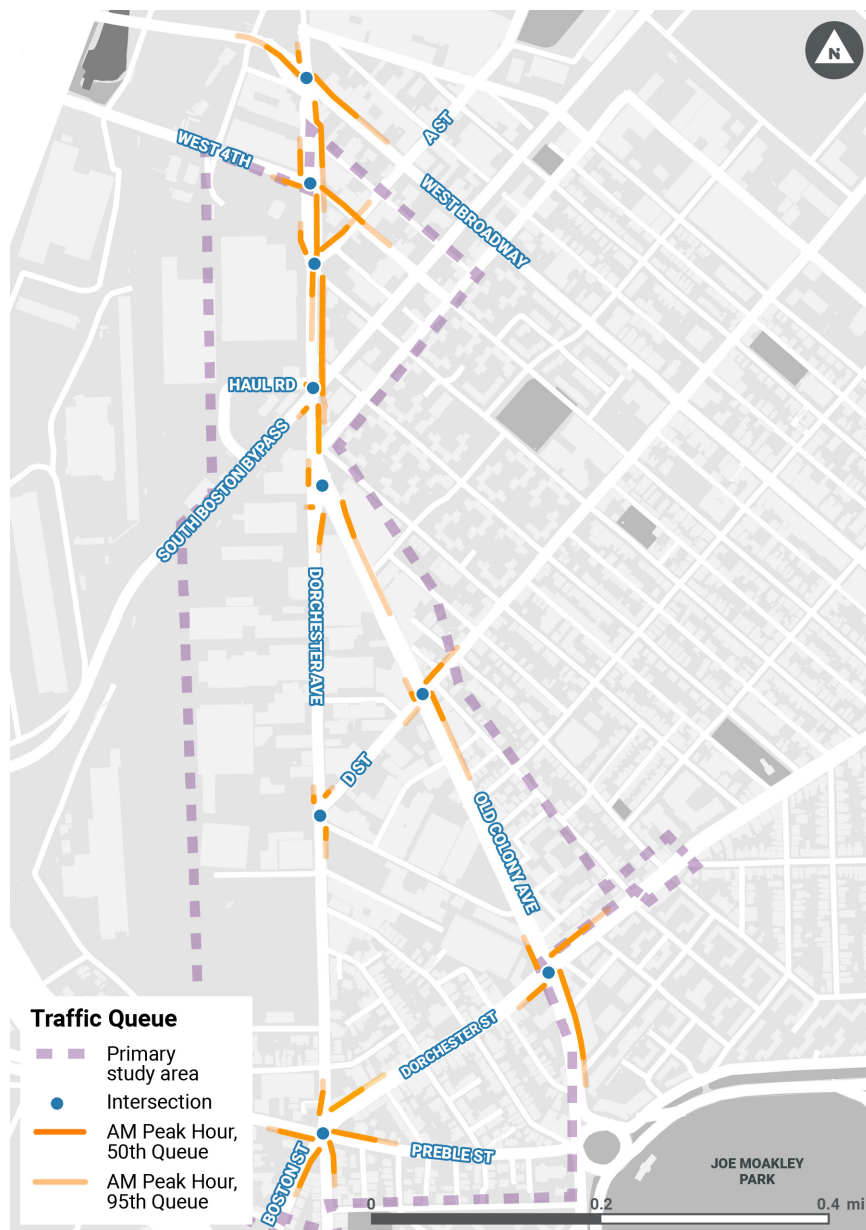 N
A ST
WEST 4TH
WEST BROADWAY
HAUL RD
SOUTH BOSTON BYPASS
DORCHESTER AVE
D ST
OLD COLONY AVE
DORCHESTER ST
PREBLE ST
BOSTON ST
JOE MOAKLEY
PARK
Traffic Queue
Primary
study area
Intersection
AM Peak Hour,
50th Queue
AM Peak Hour,
95th Queue
0 0.2 0.4 mi